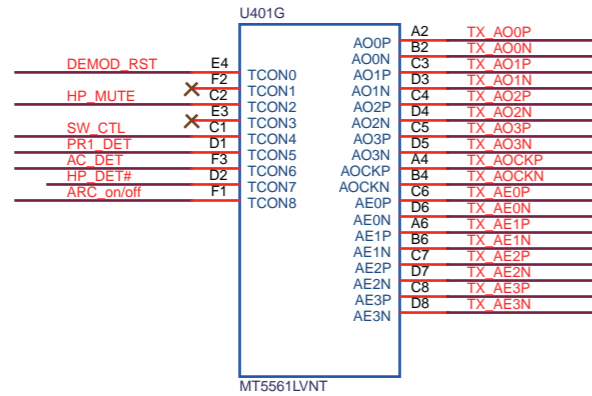 U401G
DEMOD_RST E4 TCON0
F2 TCON1
HP_MUTE C2 TCON2
E3 TCON3
SW_CTL C1 TCON4
PR1_DET D1 TCON5
AC_DET F3 TCON6
HP_DET# D2 TCON7
ARC_on/off F1 TCON8
AO0P A2 TX_AO0P
AO0N B2 TX_AO0N
AO1P C3 TX_AO1P
AO1N D3 TX_AO1N
AO2P C4 TX_AO2P
AO2N D4 TX_AO2N
AO3P C5 TX_AO3P
AO3N D5 TX_AO3N
AOCKP A4 TX_AOCKP
AOCKN B4 TX_AOCKN
AE0P C6 TX_AE0P
AE0N D6 TX_AE0N
AE1P A6 TX_AE1P
AE1N B6 TX_AE1N
AE2P C7 TX_AE2P
AE2N D7 TX_AE2N
AE3P C8 TX_AE3P
AE3N D8 TX_AE3N
MT5561LVNT